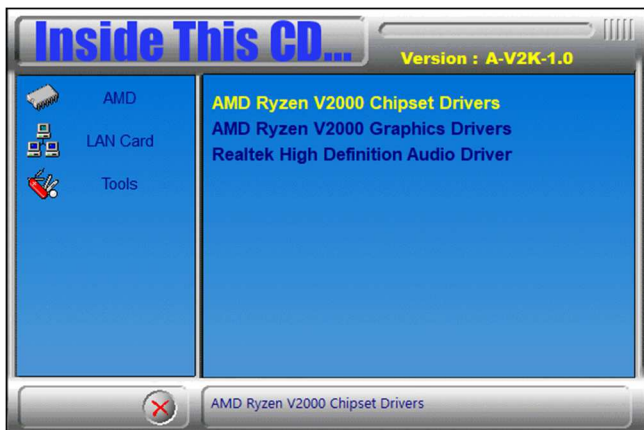 Inside This CD...
Version : A-V2K-1.0
AMD
LAN Card
Tools
AMD Ryzen V2000 Chipset Drivers
AMD Ryzen V2000 Graphics Drivers
Realtek High Definition Audio Driver
AMD Ryzen V2000 Chipset Drivers